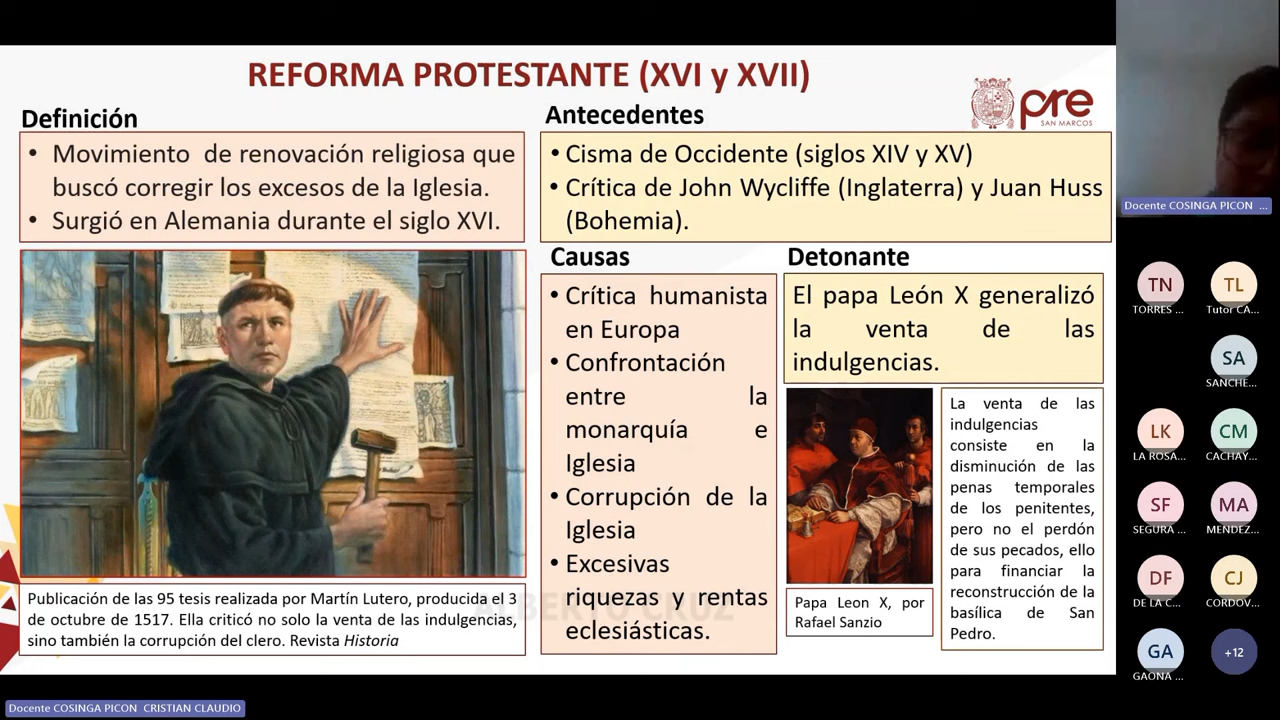 REFORMA PROTESTANTE (XVI y XVII)
pre
SAN MARCOS
Definición
• Movimiento de renovación religiosa que
buscó corregir los excesos de la Iglesia.
• Surgió en Alemania durante el siglo XVI.
Antecedentes
• Cisma de Occidente (siglos XIV y XV)
• Crítica de John Wycliffe (Inglaterra) y Juan Huss
(Bohemia).
Causas
• Crítica humanista
en Europa
• Confrontación
entre la
monarquía e
Iglesia
• Corrupción de la
Iglesia
• Excesivas
riquezas y rentas
eclesiásticas.
Detonante
El papa León X generalizó
la venta de las
indulgencias.
La venta de las
indulgencias
consiste en la
disminución de las
penas temporales
de los penitentes,
pero no el perdón
de sus pecados, ello
para financiar la
reconstrucción de la
basílica de San
Pedro.
Papa Leon X, por
Rafael Sanzio
Publicación de las 95 tesis realizada por Martín Lutero, producida el 3
de octubre de 1517. Ella criticó no solo la venta de las indulgencias,
sino también la corrupción del clero. Revista Historia
ALBERTO CRUZ
Docente COSINGA PICON CRISTIAN CLAUDIO
Docente COSINGA PICON ...
TN
TORRES ...
TL
Tutor CA...
SA
SANCHE...
LK
LA ROSA...
CM
CACHAY...
SF
SEGURA ...
MA
MENDEZ...
DF
DE LA C...
CJ
CORDOV...
GA
GAONA ...
+12